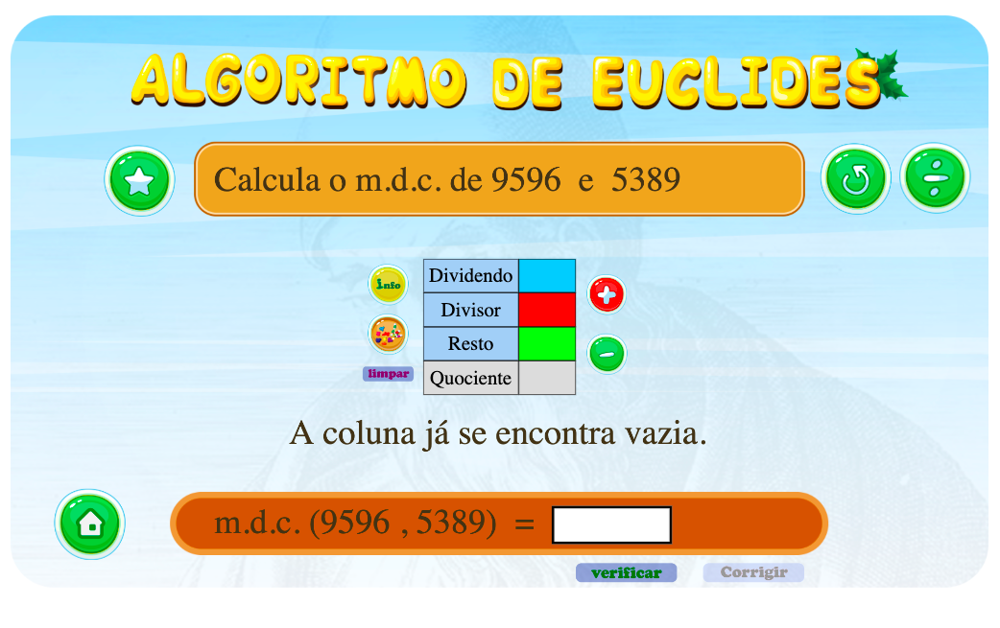 ALGORITMO DE EUCLIDES
Calcula o m.d.c. de 9596 e 5389
Info
Dividendo
Divisor
Resto
limpar
Quociente
A coluna já se encontra vazia.
m.d.c. (9596 , 5389) =
verificar
Corrigir